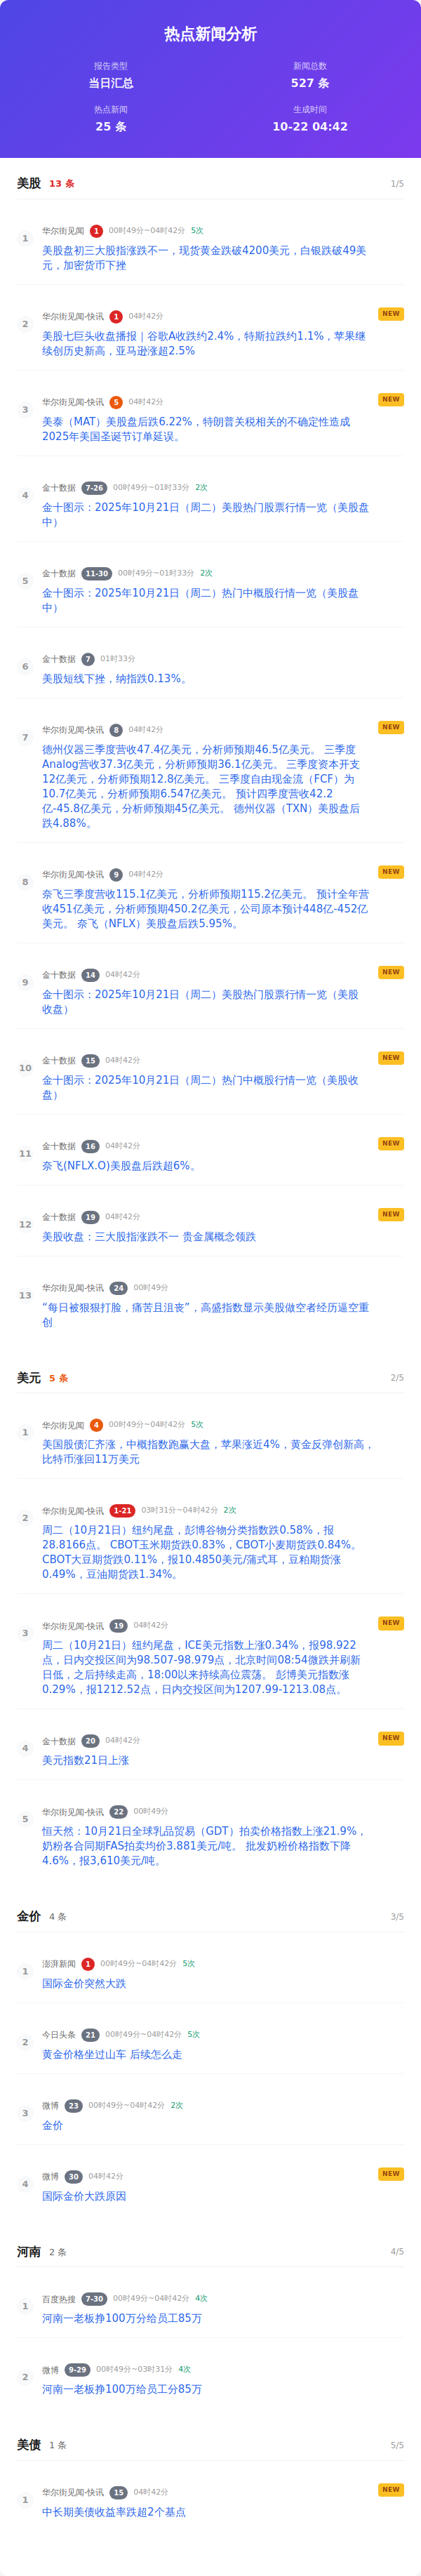 热点新闻分析
报告类型
新闻总数
当日汇总
527 条
热点新闻
生成时间
25 条
10-22 04:42
美股 13 条 1/5
1 华尔街见闻 1 00时49分~04时42分 5次
美股盘初三大股指涨跌不一，现货黄金跌破4200美元，白银跌破49美
元，加密货币下挫
2 华尔街见闻-快讯 1 04时42分 NEW
美股七巨头收盘播报｜谷歌A收跌约2.4%，特斯拉跌约1.1%，苹果继
续创历史新高，亚马逊涨超2.5%
3 华尔街见闻-快讯 5 04时42分 NEW
美泰（MAT）美股盘后跌6.22%，特朗普关税相关的不确定性造成
2025年美国圣诞节订单延误。
4 金十数据 7-26 00时49分~01时33分 2次
金十图示：2025年10月21日（周二）美股热门股票行情一览（美股盘
中）
5 金十数据 11-30 00时49分~01时33分 2次
金十图示：2025年10月21日（周二）热门中概股行情一览（美股盘
中）
6 金十数据 7 01时33分
美股短线下挫，纳指跌0.13%。
7 华尔街见闻-快讯 8 04时42分 NEW
德州仪器三季度营收47.4亿美元，分析师预期46.5亿美元。 三季度
Analog营收37.3亿美元，分析师预期36.1亿美元。 三季度资本开支
12亿美元，分析师预期12.8亿美元。 三季度自由现金流（FCF）为
10.7亿美元，分析师预期6.547亿美元。 预计四季度营收42.2
亿-45.8亿美元，分析师预期45亿美元。 德州仪器（TXN）美股盘后
跌4.88%。
8 华尔街见闻-快讯 9 04时42分 NEW
奈飞三季度营收115.1亿美元，分析师预期115.2亿美元。 预计全年营
收451亿美元，分析师预期450.2亿美元，公司原本预计448亿-452亿
美元。 奈飞（NFLX）美股盘后跌5.95%。
9 金十数据 14 04时42分 NEW
金十图示：2025年10月21日（周二）美股热门股票行情一览（美股
收盘）
10 金十数据 15 04时42分 NEW
金十图示：2025年10月21日（周二）热门中概股行情一览（美股收
盘）
11 金十数据 16 04时42分 NEW
奈飞(NFLX.O)美股盘后跌超6%。
12 金十数据 19 04时42分 NEW
美股收盘：三大股指涨跌不一 贵金属概念领跌
13 华尔街见闻-快讯 24 00时49分
“每日被狠狠打脸，痛苦且沮丧”，高盛指数显示美股做空者经历逼空重
创
美元 5 条 2/5
1 华尔街见闻 4 00时49分~04时42分 5次
美国股债汇齐涨，中概指数跑赢大盘，苹果涨近4%，黄金反弹创新高，
比特币涨回11万美元
2 华尔街见闻-快讯 1-21 03时31分~04时42分 2次
周二（10月21日）纽约尾盘，彭博谷物分类指数跌0.58%，报
28.8166点。 CBOT玉米期货跌0.83%，CBOT小麦期货跌0.84%。
CBOT大豆期货跌0.11%，报10.4850美元/蒲式耳，豆粕期货涨
0.49%，豆油期货跌1.34%。
3 华尔街见闻-快讯 19 04时42分 NEW
周二（10月21日）纽约尾盘，ICE美元指数上涨0.34%，报98.922
点，日内交投区间为98.507-98.979点，北京时间08:54微跌并刷新
日低，之后持续走高，18:00以来持续高位震荡。 彭博美元指数涨
0.29%，报1212.52点，日内交投区间为1207.99-1213.08点。
4 金十数据 20 04时42分 NEW
美元指数21日上涨
5 华尔街见闻-快讯 22 00时49分
恒天然：10月21日全球乳品贸易（GDT）拍卖价格指数上涨21.9%，
奶粉各合同期FAS拍卖均价3.881美元/吨。 批发奶粉价格指数下降
4.6%，报3,610美元/吨。
金价 4 条 3/5
1 澎湃新闻 1 00时49分~04时42分 5次
国际金价突然大跌
2 今日头条 21 00时49分~04时42分 5次
黄金价格坐过山车 后续怎么走
3 微博 23 00时49分~04时42分 2次
金价
4 微博 30 04时42分 NEW
国际金价大跌原因
河南 2 条 4/5
1 百度热搜 7-30 00时49分~04时42分 4次
河南一老板挣100万分给员工85万
2 微博 9-29 00时49分~03时31分 4次
河南一老板挣100万给员工分85万
美债 1 条 5/5
1 华尔街见闻-快讯 15 04时42分 NEW
中长期美债收益率跌超2个基点